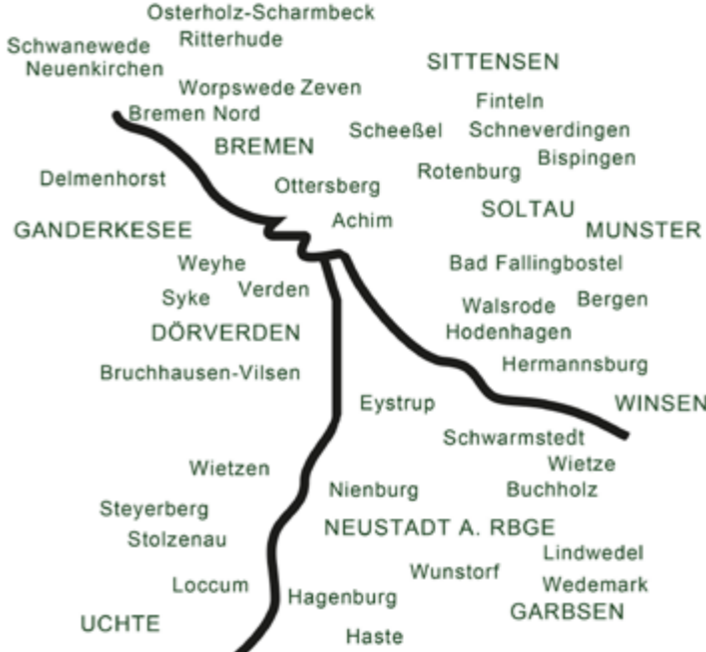 Osterholz-Scharmbeck
Schwanewede
Ritterhude
Neuenkirchen
SITTENSEN
Worpswede Zeven
Finteln
Bremen Nord
Scheeßel
Schneverdingen
BREMEN
Bispingen
Rotenburg
Delmenhorst
Ottersberg
SOLTAU
Achim
GANDERKESEE
MUNSTER
Weyhe
Bad Fallingbostel
Verden
Syke
Bergen
Walsrode
DÖRVERDEN
Hodenhagen
Hermannsburg
Bruchhausen-Vilsen
Eystrup
WINSEN
Schwarmstedt
Wietzen
Wietze
Nienburg
Buchholz
Steyerberg
NEUSTADT A. RBGE
Stolzenau
Lindwedel
Wunstorf
Loccum
Wedemark
Hagenburg
GARBSEN
UCHTE
Haste